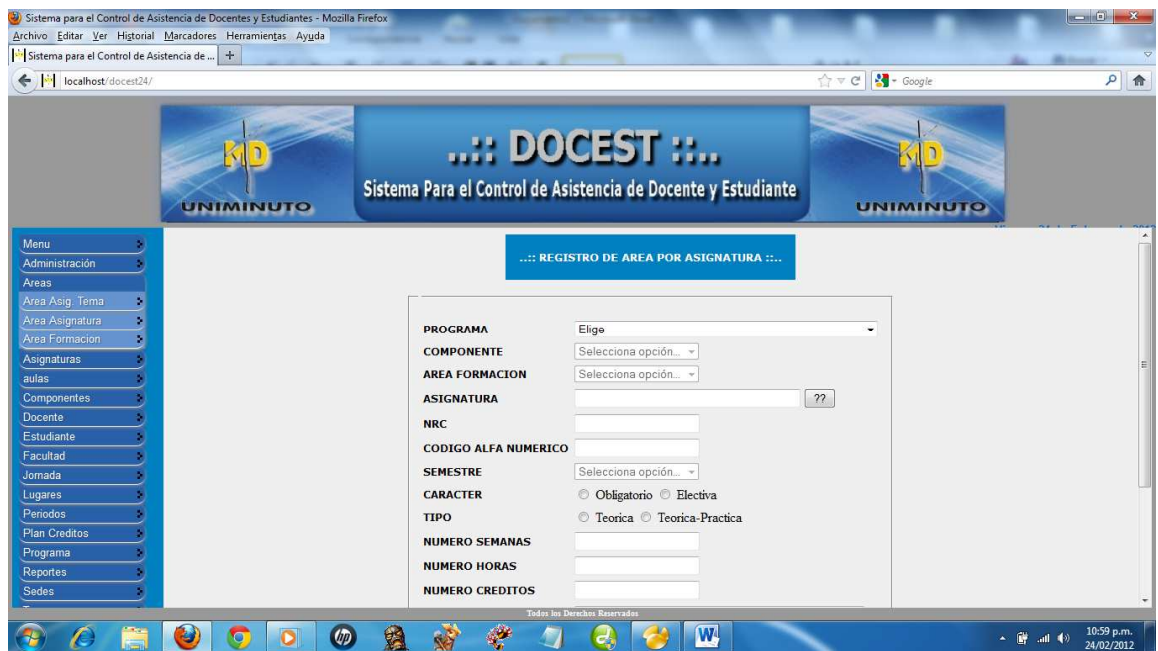 Sistema para el Control de Asistencia de Docentes y Estudiantes - Mozilla Firefox
Archivo Editar Ver Historial Marcadores Herramientas Ayuda
Sistema para el Control de Asistencia de ... +
localhost/docest24/
Google
MD
UNIMINUTO
..:: DOCEST ::..
Sistema Para el Control de Asistencia de Docente y Estudiante
MD
UNIMINUTO
Menu
Administración
Areas
Area Asig. Tema
Area Asignatura
Area Formacion
Asignaturas
aulas
Componentes
Docente
Estudiante
Facultad
Jornada
Lugares
Periodos
Plan Creditos
Programa
Reportes
Sedes
..:: REGISTRO DE AREA POR ASIGNATURA ::..
PROGRAMA Elige
COMPONENTE Selecciona opción...
AREA FORMACION Selecciona opción...
ASIGNATURA ??
NRC
CODIGO ALFA NUMERICO
SEMESTRE Selecciona opción...
CARACTER Obligatorio Electiva
TIPO Teorica Teorica-Practica
NUMERO SEMANAS
NUMERO HORAS
NUMERO CREDITOS
Todos los Derechos Reservados
hp
W
10:59 p.m.
24/02/2012